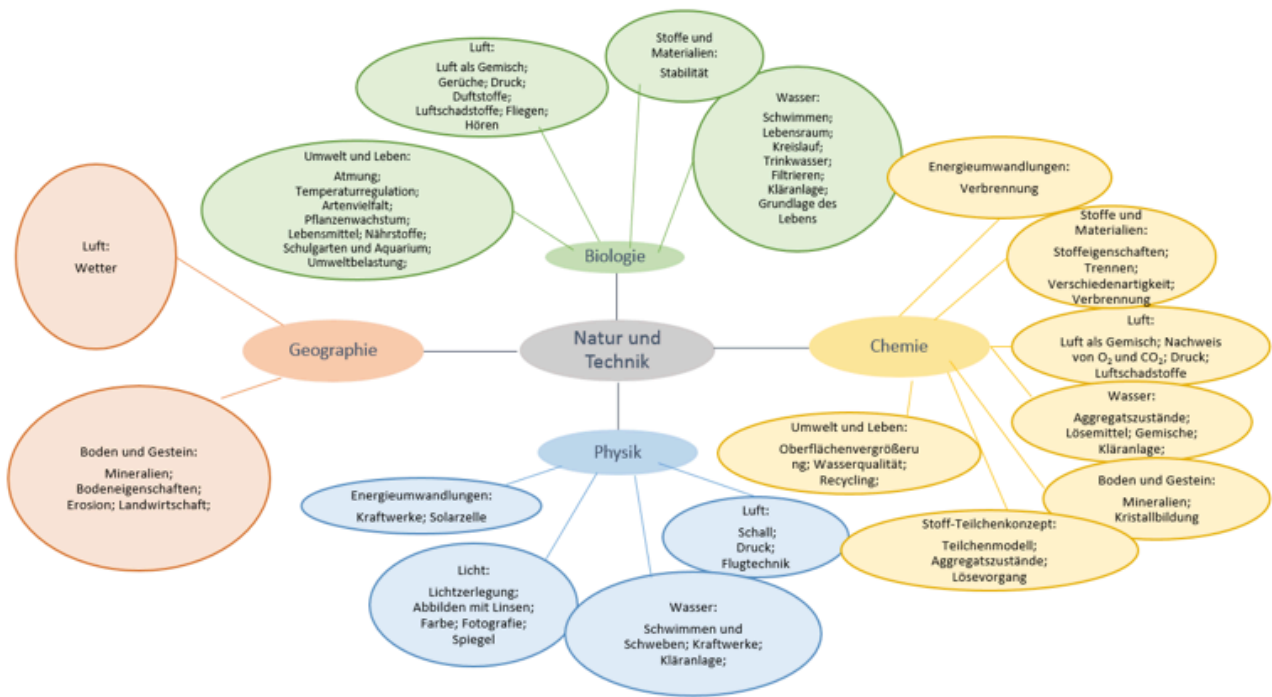 Luft:
Luft als Gemisch;
Gerüche; Druck;
Duftstoffe;
Luftschadstoffe; Fliegen;
Hören
Stoffe und
Materialien:
Stabilität
Wasser:
Schwimmen;
Lebensraum;
Kreislauf;
Trinkwasser;
Filtrieren;
Kläranlage;
Grundlage des
Lebens
Umwelt und Leben:
Atmung;
Temperaturregulation;
Artenvielfalt;
Pflanzenwachstum;
Lebensmittel; Nährstoffe;
Schulgarten und Aquarium;
Umweltbelastung;
Biologie
Luft:
Wetter
Geographie
Boden und Gestein:
Mineralien;
Bodeneigenschaften;
Erosion; Landwirtschaft;
Natur und
Technik
Chemie
Energieumwandlungen:
Verbrennung
Stoffe und
Materialien:
Stoffeigenschaften;
Trennen;
Verschiedenartigkeit;
Verbrennung
Luft:
Luft als Gemisch; Nachweis
von O₂ und CO₂; Druck;
Luftschadstoffe
Wasser:
Aggregatszustände;
Lösemittel; Gemische;
Kläranlage;
Boden und Gestein:
Mineralien;
Kristallbildung
Umwelt und Leben:
Oberflächenvergrößeru
ng; Wasserqualität;
Recycling;
Stoff-Teilchenkonzept:
Teilchenmodell;
Aggregatszustände;
Lösevorgang
Physik
Energieumwandlungen:
Kraftwerke; Solarzelle
Licht:
Lichtzerlegung;
Abbilden mit Linsen;
Farbe; Fotografie;
Spiegel
Wasser:
Schwimmen und
Schweben; Kraftwerke;
Kläranlage;
Luft:
Schall;
Druck;
Flugtechnik